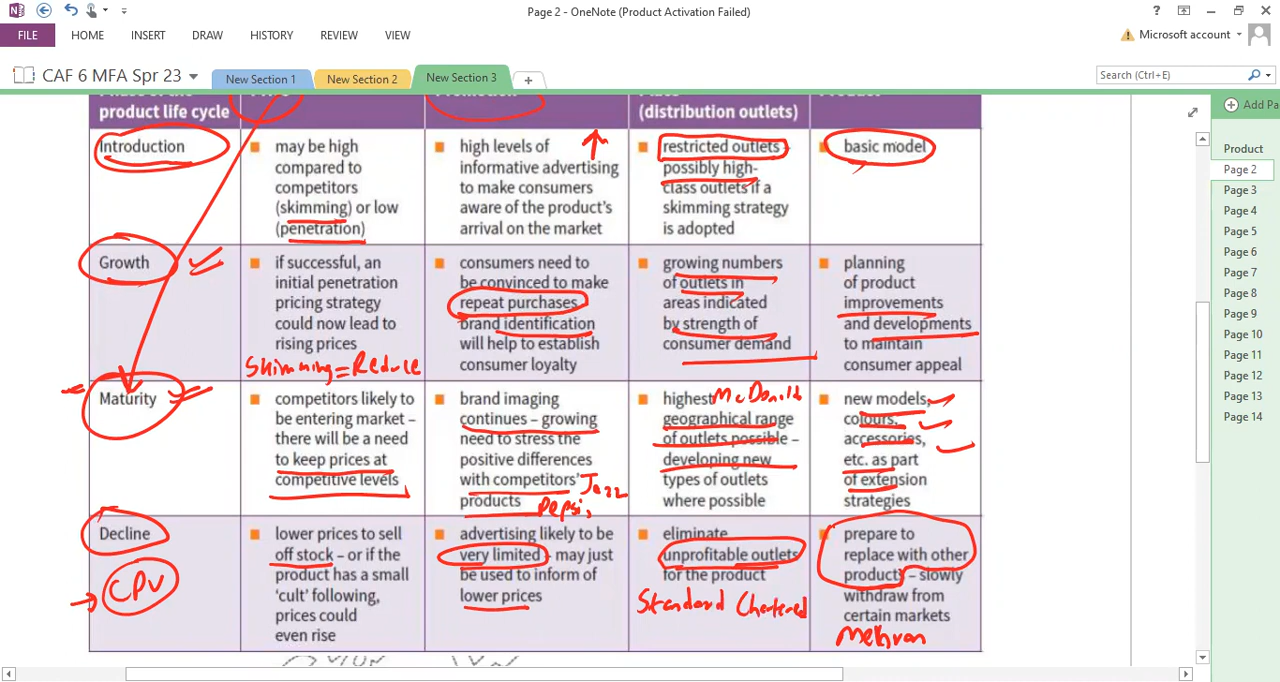 Page 2 - OneNote (Product Activation Failed)
FILE HOME INSERT DRAW HISTORY REVIEW VIEW
Microsoft account
CAF 6 MFA Spr 23
New Section 1 New Section 2 New Section 3
Search (Ctrl+E)
Add Pa
Product
Page 2
Page 3
Page 4
Page 5
Page 6
Page 7
Page 8
Page 9
Page 10
Page 11
Page 12
Page 13
Page 14
product life cycle
(distribution outlets)
Introduction
may be high
compared to
competitors
(skimming) or low
(penetration)
high levels of
informative advertising
to make consumers
aware of the product's
arrival on the market
restricted outlets -
possibly high-
class outlets if a
skimming strategy
is adopted
basic model
Growth
if successful, an
initial penetration
pricing strategy
could now lead to
rising prices
Skimming = Reduce
consumers need to
be convinced to make
repeat purchases
brand identification
will help to establish
consumer loyalty
growing numbers
of outlets in
areas indicated
by strength of
consumer demand
planning
of product
improvements
and developments
to maintain
consumer appeal
Maturity
competitors likely to
be entering market –
there will be a need
to keep prices at
competitive levels
brand imaging
continues – growing
need to stress the
positive differences
with competitors'
products
Jazz
Pepsi,
McDonald
highest
geographical range
of outlets possible –
developing new
types of outlets
where possible
new models,
colours,
accessories,
etc. as part
of extension
strategies
Decline
CPV
lower prices to sell
off stock – or if the
product has a small
'cult' following,
prices could
even rise
advertising likely to be
very limited – may just
be used to inform of
lower prices
eliminate
unprofitable outlets
for the product
Standard Chartered
prepare to
replace with other
products – slowly
withdraw from
certain markets
Mehran